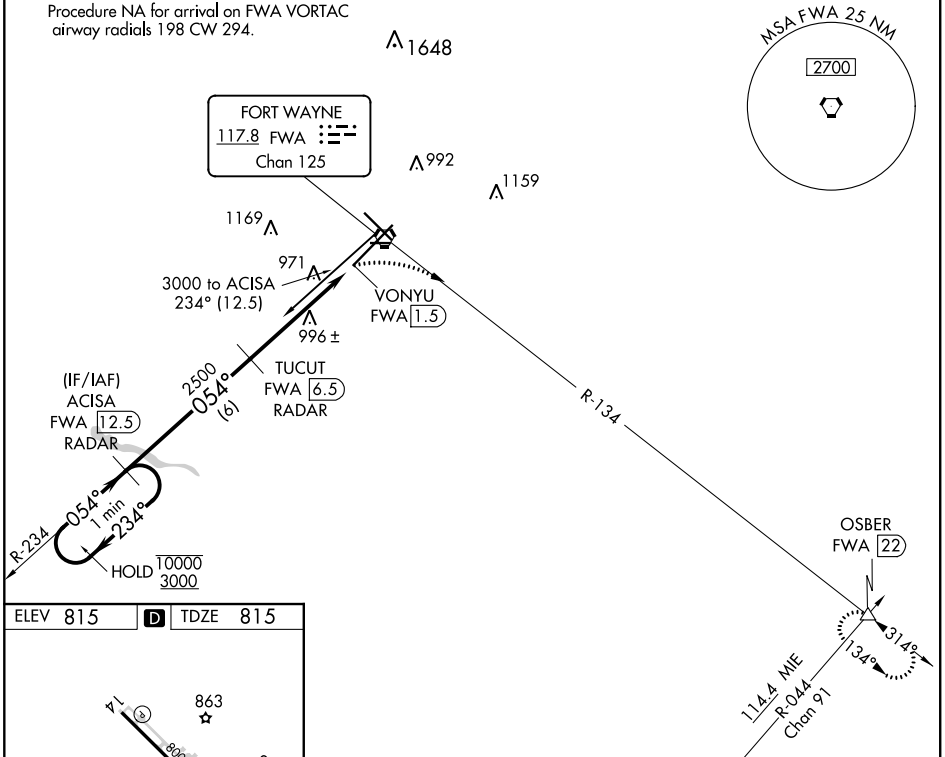 Procedure NA for arrival on FWA VORTAC
airway radials 198 CW 294.
1648
MSA FWA 25 NM
2700
FORT WAYNE
117.8 FWA
Chan 125
992
1159
1169
971
3000 to ACISA
234° (12.5)
VONYU
FWA 1.5
996 ±
TUCUT
FWA 6.5
RADAR
2500
054°
(6)
(IF/IAF)
ACISA
FWA 12.5
RADAR
R-134
054°
1 min
234°
R-234
HOLD 10000
3000
OSBER
FWA 22
314°
134°
114.4 MIE
R-044
Chan 91
ELEV 815 D TDZE 815
14
P
863